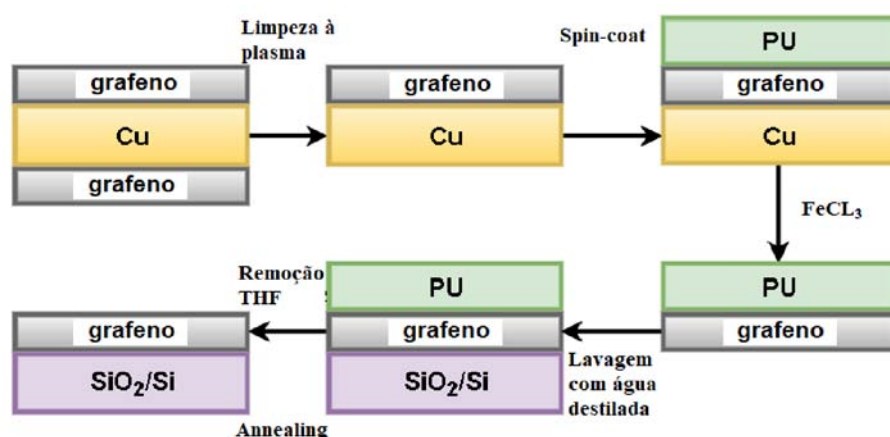 Limpeza à
plasma
Spin-coat
PU
grafeno
grafeno
grafeno
Cu
Cu
Cu
grafeno
FeCL₃
Remoção
THF
PU
PU
grafeno
grafeno
grafeno
SiO₂/Si
SiO₂/Si
Lavagem
com água
destilada
Annealing